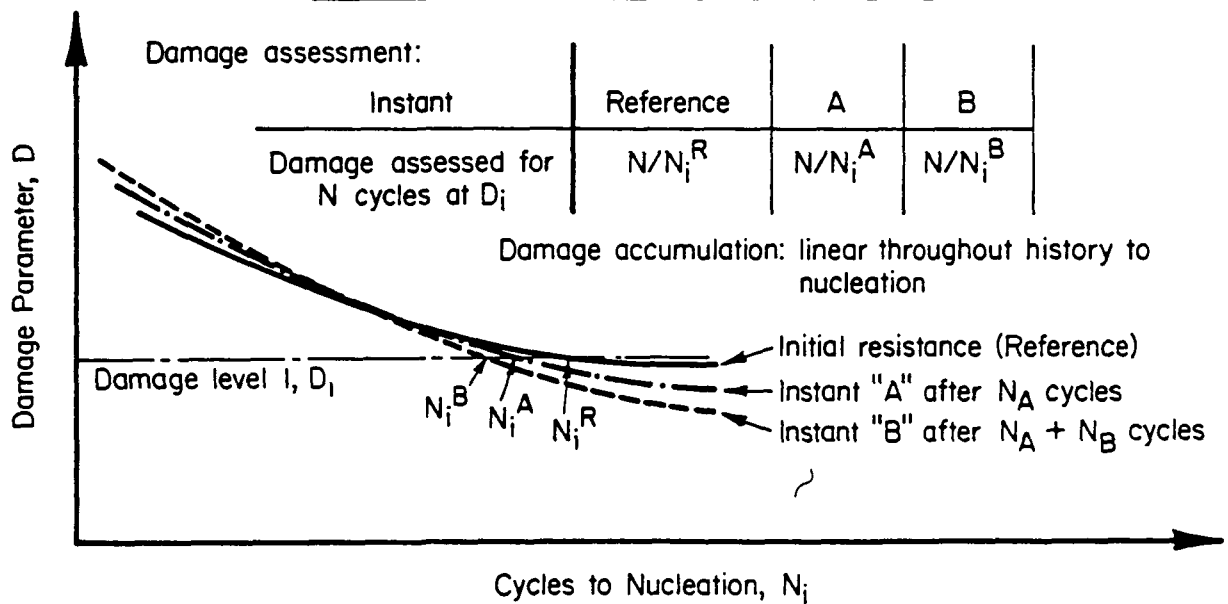 Damage assessment:
Instant Reference A B
Damage assessed for N cycles at Di N/NiR N/NiA N/NiB
Damage accumulation: linear throughout history to
nucleation
Damage Parameter, D
Initial resistance (Reference)
Damage level 1, D1
Instant "A" after NA cycles
NiB NiA NiR
Instant "B" after NA + NB cycles
Cycles to Nucleation, Ni